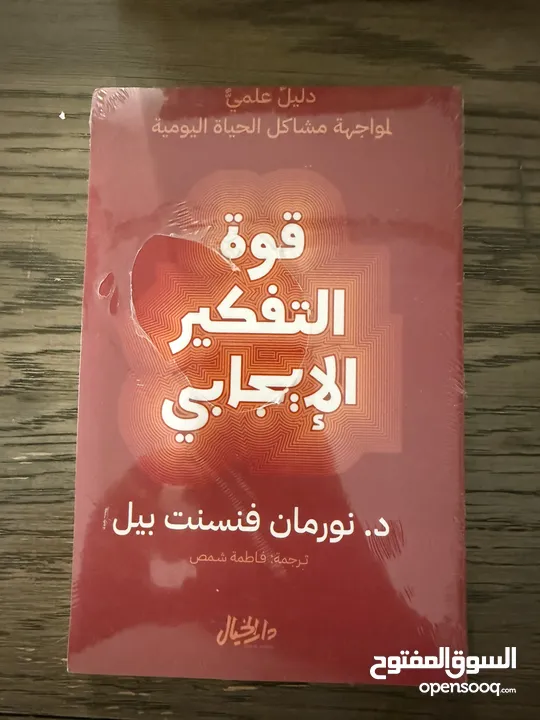 دليل علميٌّ
لمواجهة مشاكل الحياة اليومية
قوة
التفكير
الإيجابي
د. نورمان فنسنت بيل
ترجمة: فاطمة شمص
دار الخيال
السوق المفتوح
opensooq.com